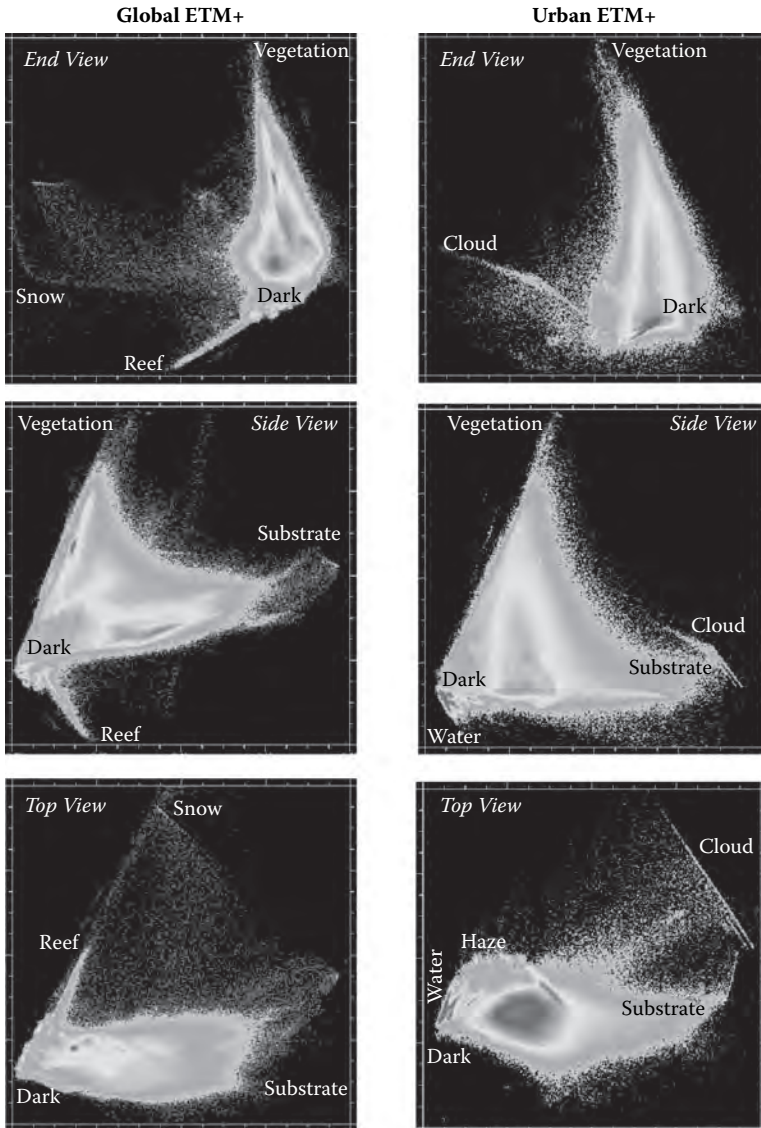 Global ETM+
Urban ETM+
End View
Vegetation
Snow
Dark
Reef
End View
Vegetation
Cloud
Dark
Vegetation
Side View
Substrate
Dark
Reef
Vegetation
Side View
Cloud
Substrate
Dark
Water
Top View
Snow
Reef
Dark
Substrate
Top View
Cloud
Haze
Water
Substrate
Dark